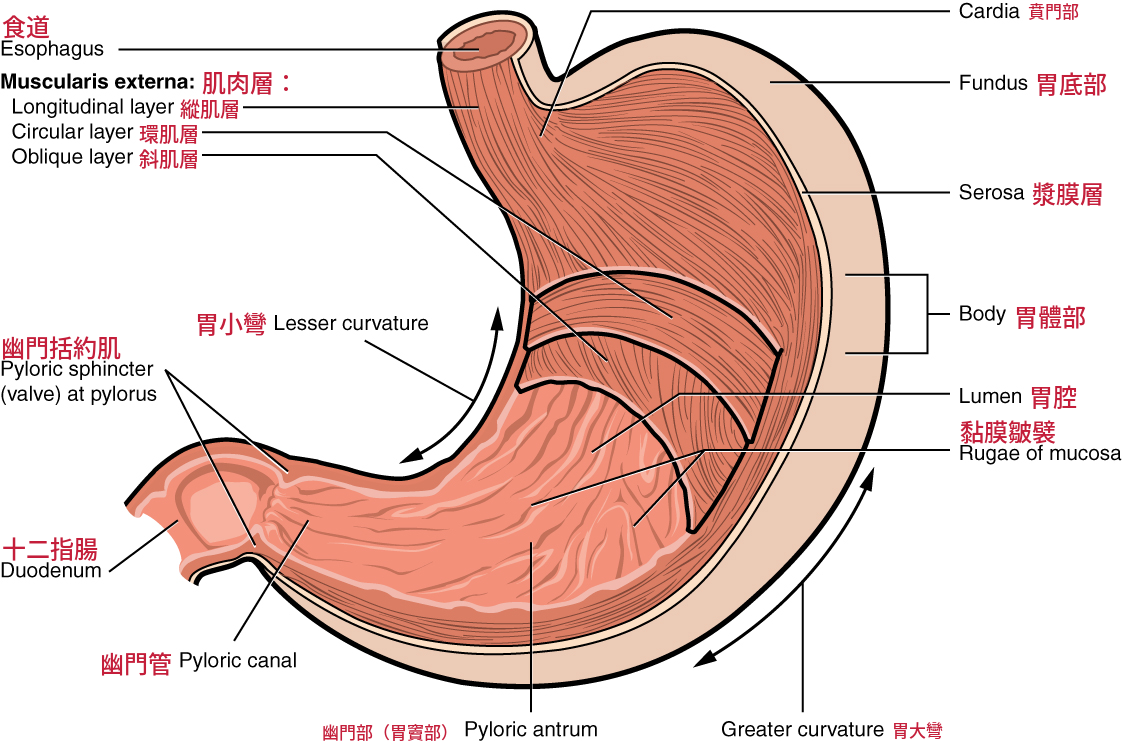 食道
Esophagus
Muscularis externa: 肌肉層：
Longitudinal layer 縱肌層
Circular layer 環肌層
Oblique layer 斜肌層
胃小彎 Lesser curvature
幽門括約肌
Pyloric sphincter
(valve) at pylorus
十二指腸
Duodenum
幽門管 Pyloric canal
幽門部（胃竇部） Pyloric antrum
Greater curvature 胃大彎
Cardia 賁門部
Fundus 胃底部
Serosa 漿膜層
Body 胃體部
Lumen 胃腔
黏膜皺襞
Rugae of mucosa